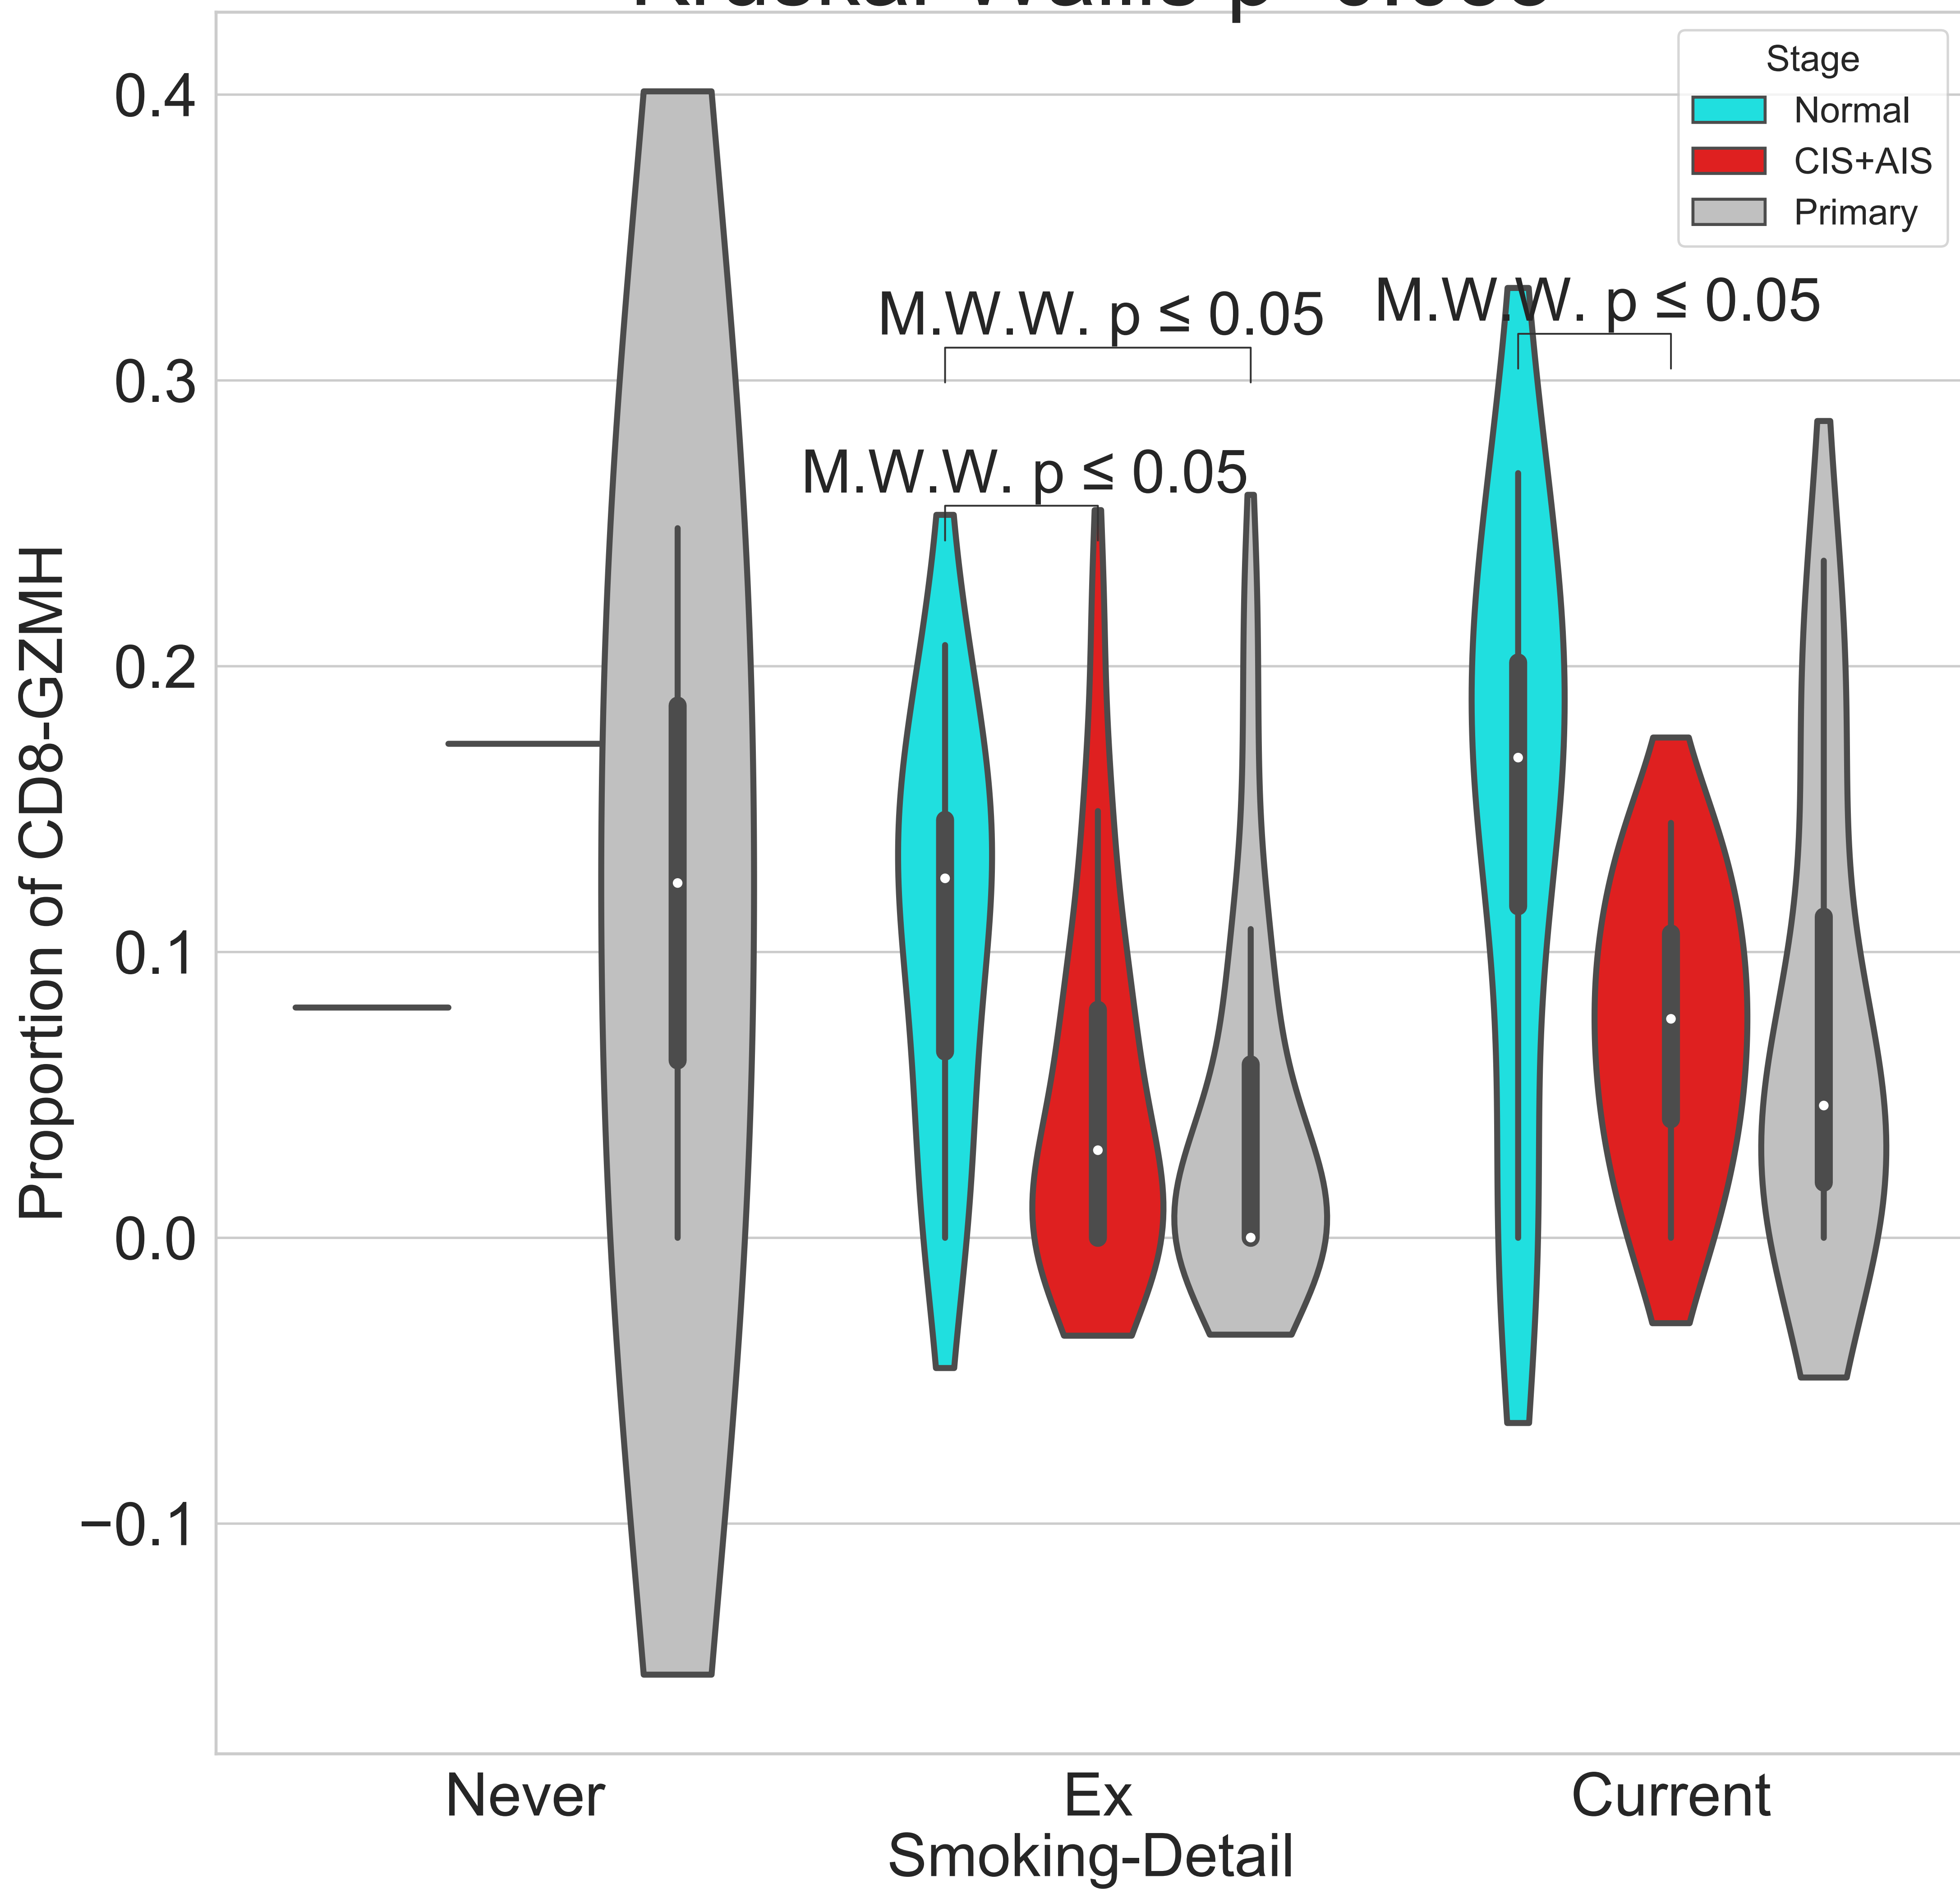 Stage
Normal
CIS+AIS
Primary
0.4
0.3
0.2
0.1
0.0
−0.1
Proportion of CD8-GZMH
M.W.W. p ≤ 0.05
M.W.W. p ≤ 0.05
M.W.W. p ≤ 0.05
Never
Ex
Current
Smoking-Detail